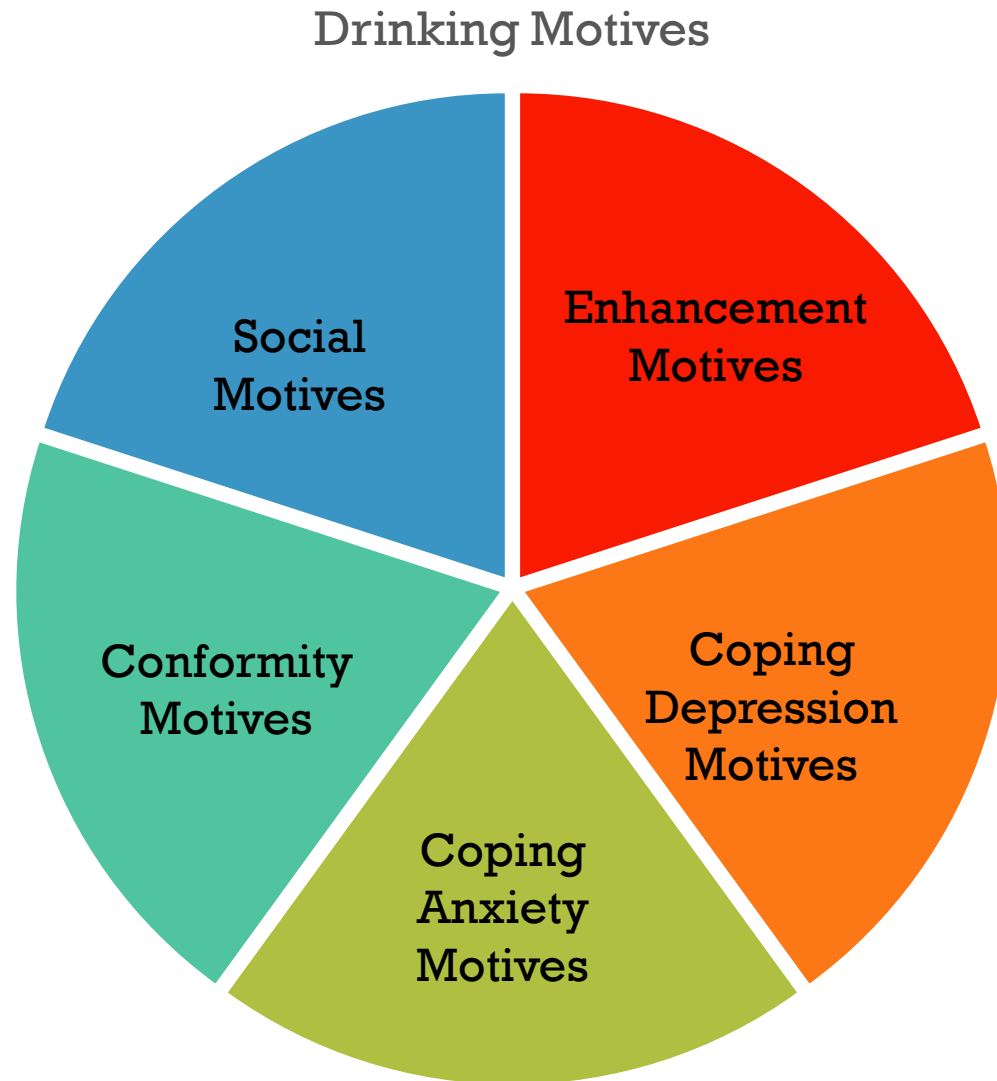 Drinking Motives
Enhancement
Motives
Coping
Depression
Motives
Coping
Anxiety
Motives
Conformity
Motives
Social
Motives